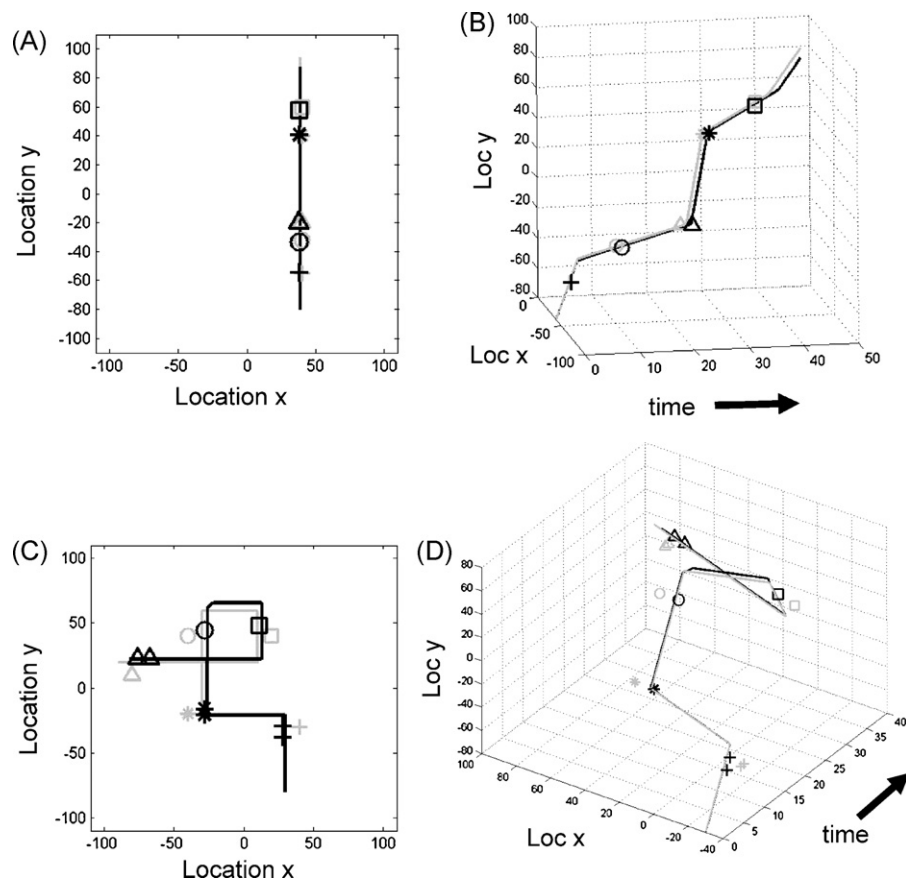 (A)
100
80
60
40
20
0
-20
-40
-60
-80
-100
-100 -50 0 50 100
Location y
Location x
(B)
100
80
60
40
20
0
-20
-40
-60
-80
Loc y
0
-50
-100
Loc x
0 10 20 30 40 50
time
(C)
100
50
0
-50
-100
-100 -50 0 50 100
Location y
Location x
(D)
80
60
40
20
0
-20
-40
-60
-80
Loc y
100 80 60 40 20 0 -20 -40
Loc x
0 5 10 15 20 25 30 35 40
time